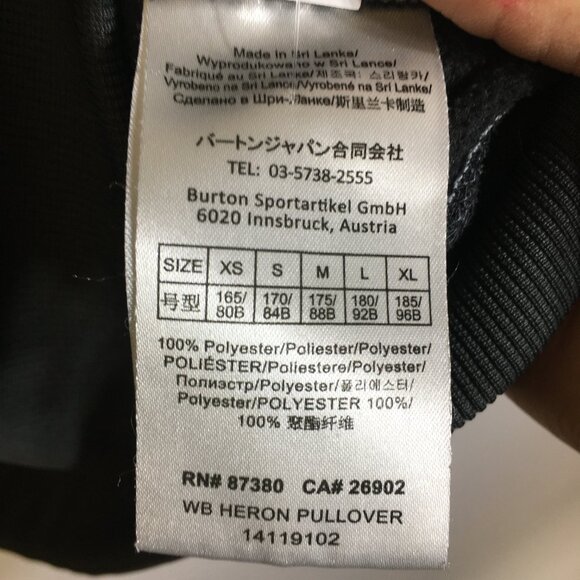 Made in Sri Lanka/
Wyprodukowano w Sri Lance/
Fabriqué au Sri Lanka/제조국: 스리랑카/
Vyrobeno na Sri Lance/Vyrobené na Srí Lanke/
Сделано в Шри-Ланке/斯里兰卡制造
バートンジャパン合同会社
TEL: 03-5738-2555
Burton Sportartikel GmbH
6020 Innsbruck, Austria
SIZE XS S M L XL
号型 165/80B 170/84B 175/88B 180/92B 185/96B
100% Polyester/Poliester/Polyester/
POLIÉSTER/Poliestere/Polyester/
Полиэстр/Polyester/폴리에스터/
Polyester/POLYESTER 100%/
100% 聚酯纤维
RN# 87380 CA# 26902
WB HERON PULLOVER
14119102